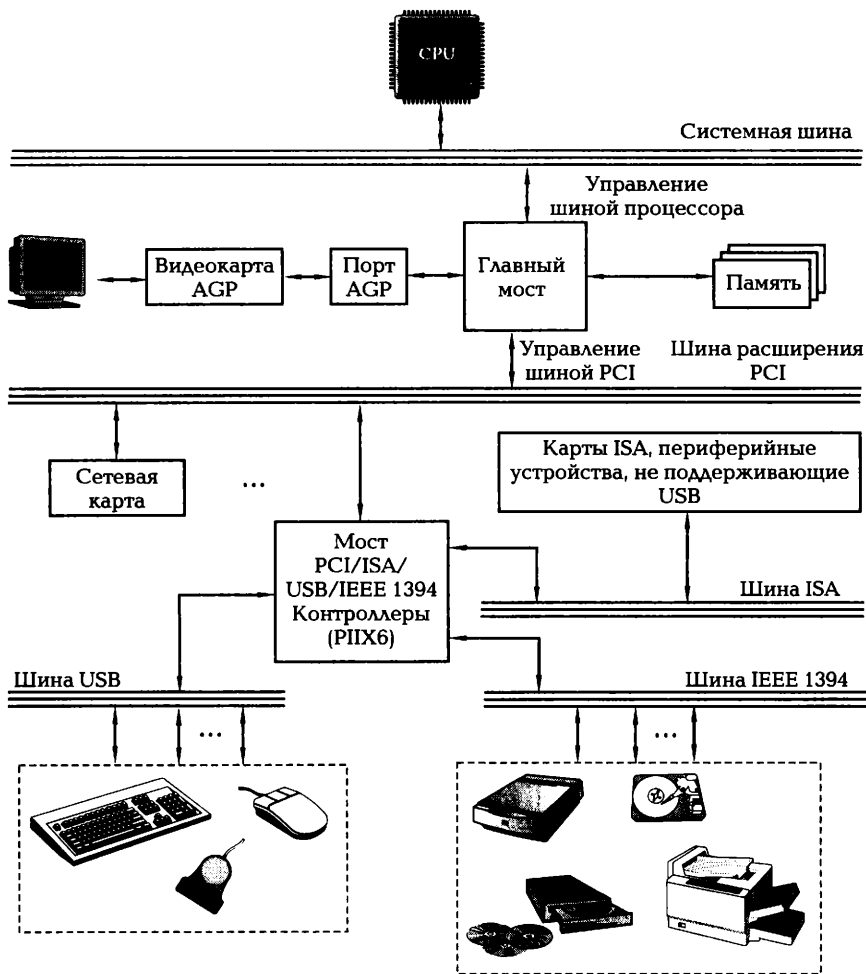 CPU
Системная шина
Управление
шиной процессора
Видеокарта
AGP
Порт
AGP
Главный
мост
Память
Управление
шиной PCI
Шина расширения
PCI
Сетевая
карта
...
Карты ISA, периферийные
устройства, не поддерживающие
USB
Мост
PCI/ISA/
USB/IEEE 1394
Контроллеры
(PIIX6)
Шина ISA
Шина USB
Шина IEEE 1394
...
...